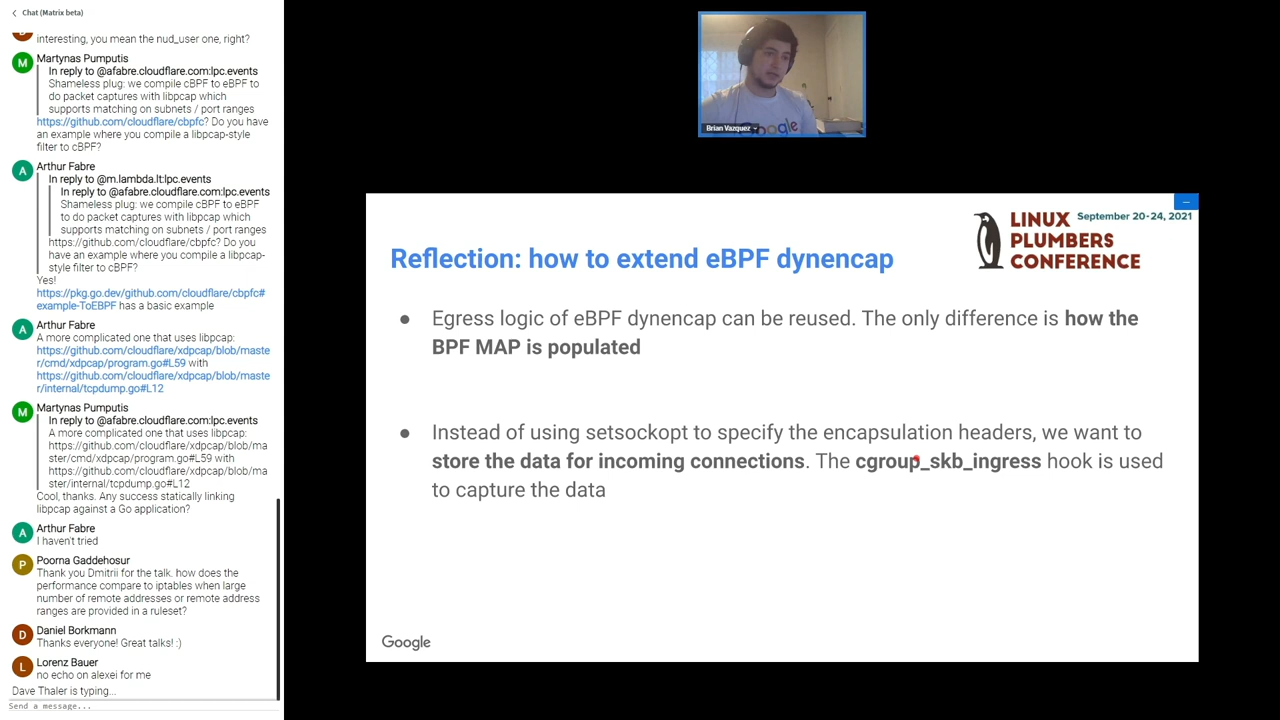 Chat (Matrix beta)
interesting, you mean the nud_user one, right?
Martynas Pumputis
In reply to @afabre.cloudflare.com:lpc.events
Shameless plug: we compile cBPF to eBPF to
do packet captures with libpcap which
supports matching on subnets / port ranges
https://github.com/cloudflare/cbpfc? Do you have
an example where you compile a libpcap-style
filter to cBPF?
A
Arthur Fabre
In reply to @m.lambda.lt:lpc.events
In reply to @afabre.cloudflare.com:lpc.events
Shameless plug: we compile cBPF to eBPF
to do packet captures with libpcap which
supports matching on subnets / port ranges
https://github.com/cloudflare/cbpfc? Do you
have an example where you compile a libpcap-
style filter to cBPF?
Yes!
https://pkg.go.dev/github.com/cloudflare/cbpfc#
example-ToEBPF has a basic example
A
Arthur Fabre
A more complicated one that uses libpcap:
https://github.com/cloudflare/xdpcap/blob/maste
r/cmd/xdpcap/program.go#L59 with
https://github.com/cloudflare/xdpcap/blob/maste
r/internal/tcpdump.go#L12
M
Martynas Pumputis
In reply to @afabre.cloudflare.com:lpc.events
A more complicated one that uses libpcap:
https://github.com/cloudflare/xdpcap/blob/ma
ster/cmd/xdpcap/program.go#L59 with
https://github.com/cloudflare/xdpcap/blob/ma
ster/internal/tcpdump.go#L12
Cool, thanks. Any success statically linking
libpcap against a Go application?
A
Arthur Fabre
I haven't tried
P
Poorna Gaddehosur
Thank you Dmitrii for the talk. how does the
performance compare to iptables when large
number of remote addresses or remote address
ranges are provided in a ruleset?
D
Daniel Borkmann
Thanks everyone! Great talks! :)
L
Lorenz Bauer
no echo on alexei for me
Dave Thaler is typing...
Send a message...
Brian Vazquez
Google
LINUX
PLUMBERS
CONFERENCE
September 20-24, 2021
Reflection: how to extend eBPF dynencap
● Egress logic of eBPF dynencap can be reused. The only difference is how the
BPF MAP is populated
● Instead of using setsockopt to specify the encapsulation headers, we want to
store the data for incoming connections. The cgroup_skb_ingress hook is used
to capture the data
Google